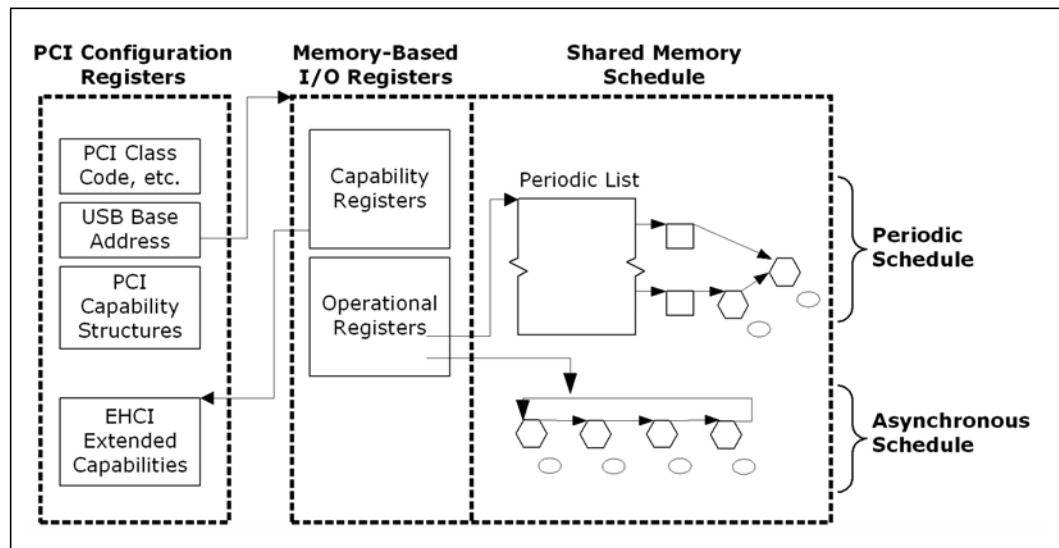 PCI Configuration
Registers
Memory-Based
I/O Registers
Shared Memory
Schedule
PCI Class
Code, etc.
USB Base
Address
PCI
Capability
Structures
EHCI
Extended
Capabilities
Capability
Registers
Operational
Registers
Periodic List
Periodic
Schedule
Asynchronous
Schedule